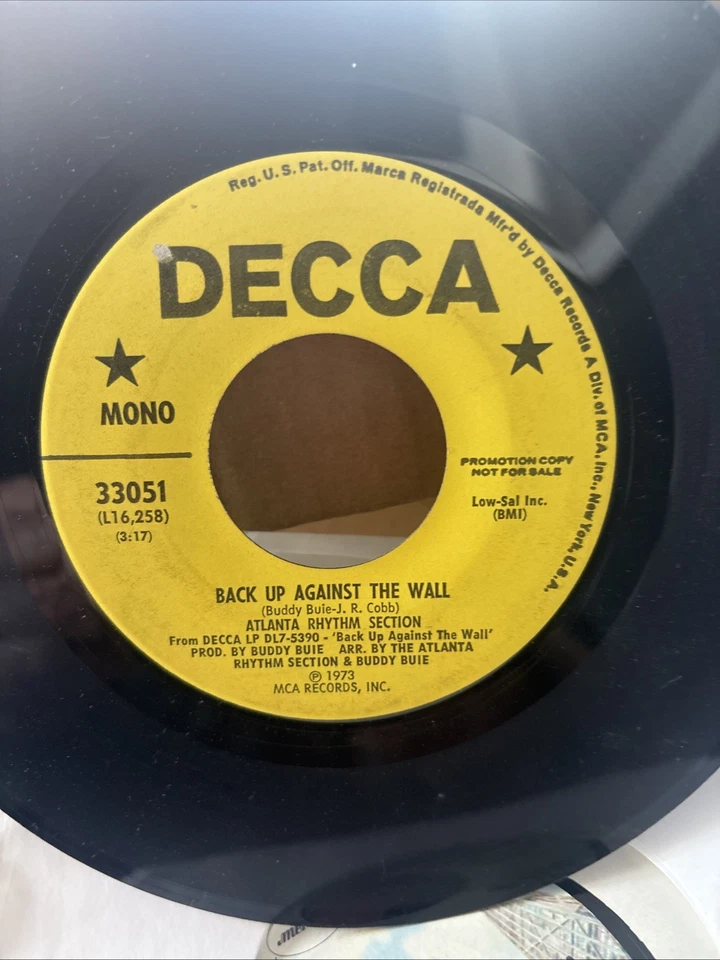 Reg. U. S. Pat. Off. Marca Registrada Mfr'd by Decca Records A Div. of MCA, Inc., New York, U.S.A.
DECCA
MONO
33051
(L16,258)
(3:17)
PROMOTION COPY
NOT FOR SALE
Low-Sal Inc.
(BMI)
BACK UP AGAINST THE WALL
(Buddy Buie-J. R. Cobb)
ATLANTA RHYTHM SECTION
From DECCA LP DL7-5390 - 'Back Up Against The Wall'
PROD. BY BUDDY BUIE ARR. BY THE ATLANTA
RHYTHM SECTION & BUDDY BUIE
℗ 1973
MCA RECORDS, INC.